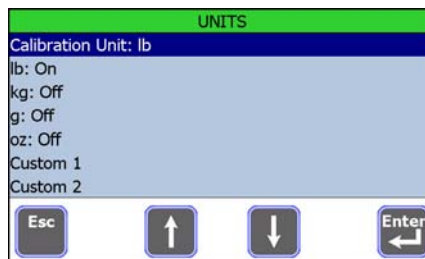 UNITS
Calibration Unit: lb
lb: On
kg: Off
g: Off
oz: Off
Custom 1
Custom 2
Esc
Enter